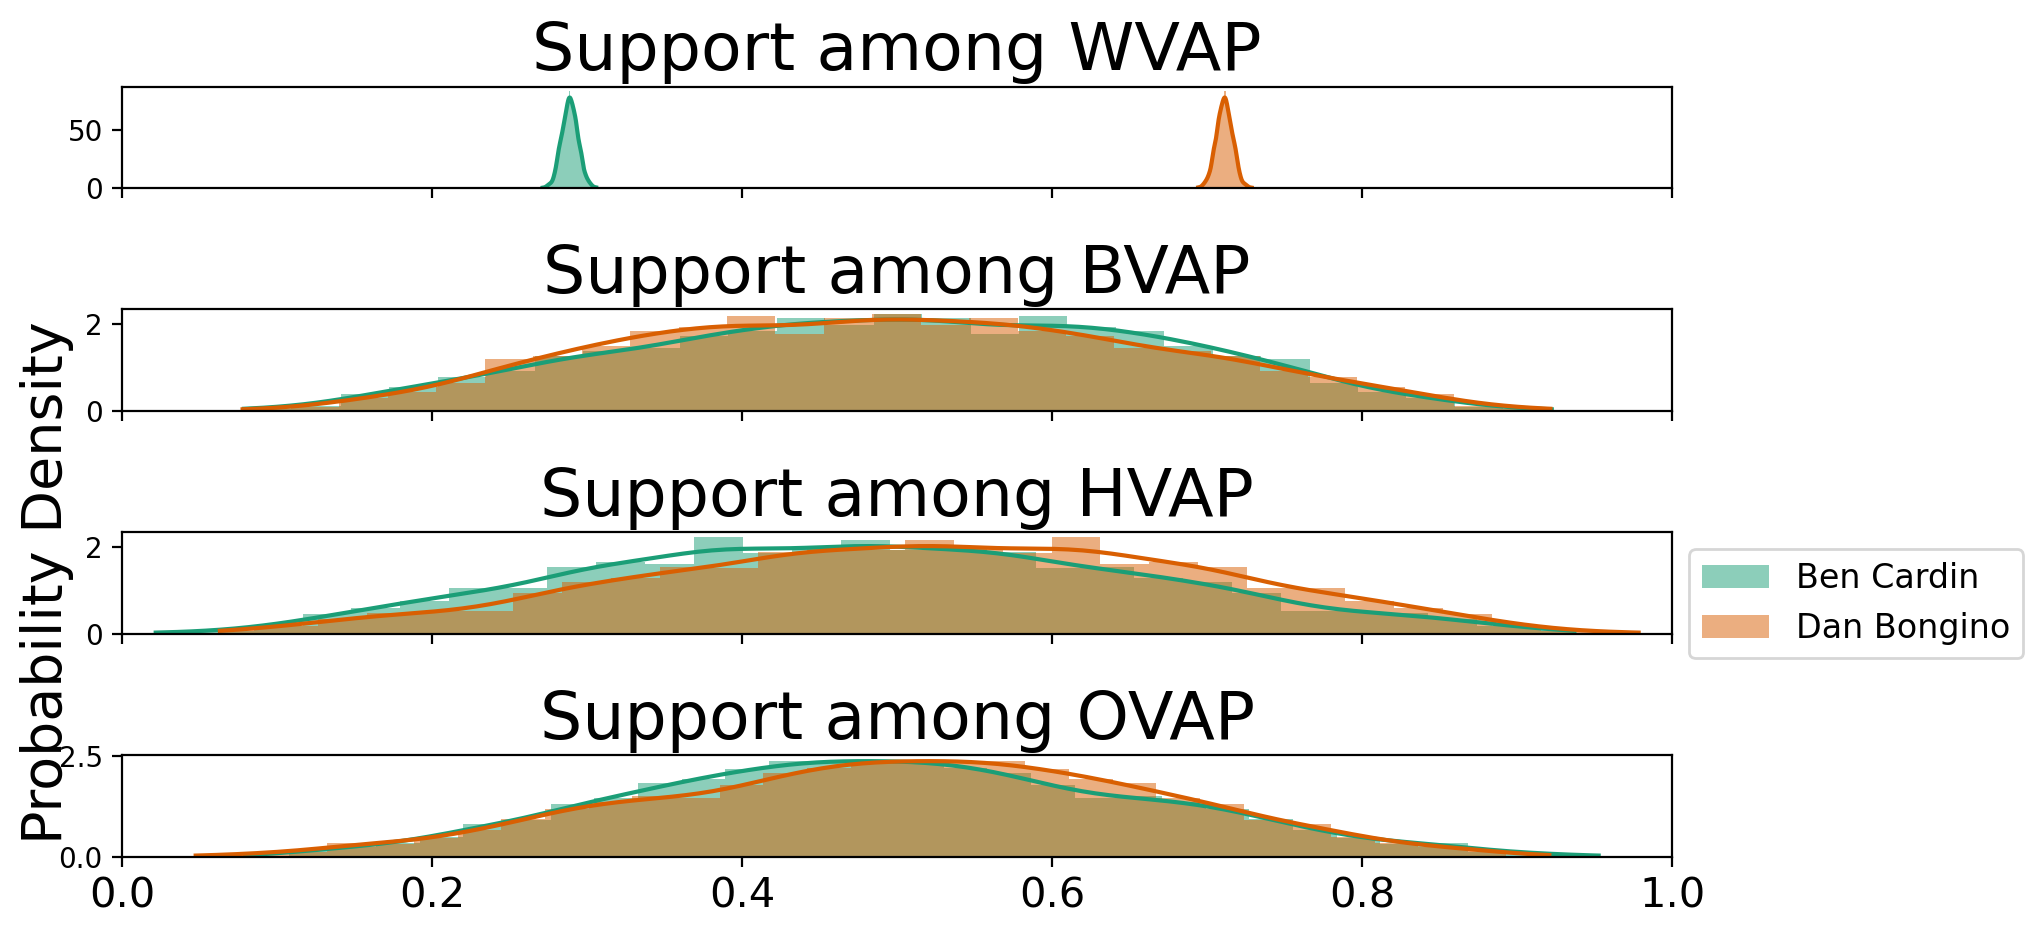 Support among WVAP
50
0
Support among BVAP
2
0
Support among HVAP
2
0
Support among OVAP
2.5
0.0
0.0 0.2 0.4 0.6 0.8 1.0
Probability Density
Ben Cardin
Dan Bongino